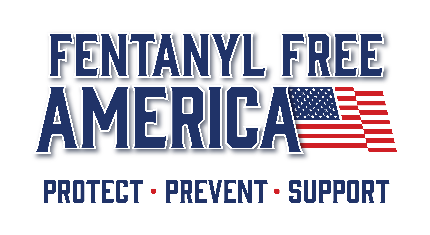 FENTANYL FREE
AMERICA
PROTECT · PREVENT · SUPPORT